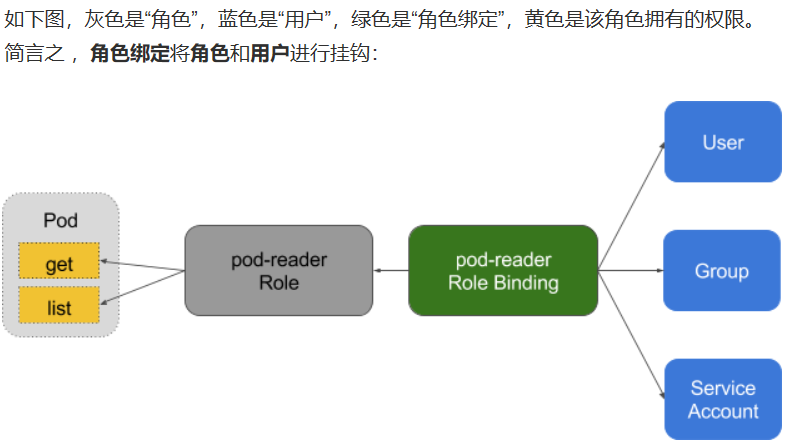 如下图，灰色是“角色”，蓝色是“用户”，绿色是“角色绑定”，黄色是该角色拥有的权限。
简言之 ，角色绑定将角色和用户进行挂钩：
User
Pod
get
list
pod-reader
Role
pod-reader
Role Binding
Group
Service
Account